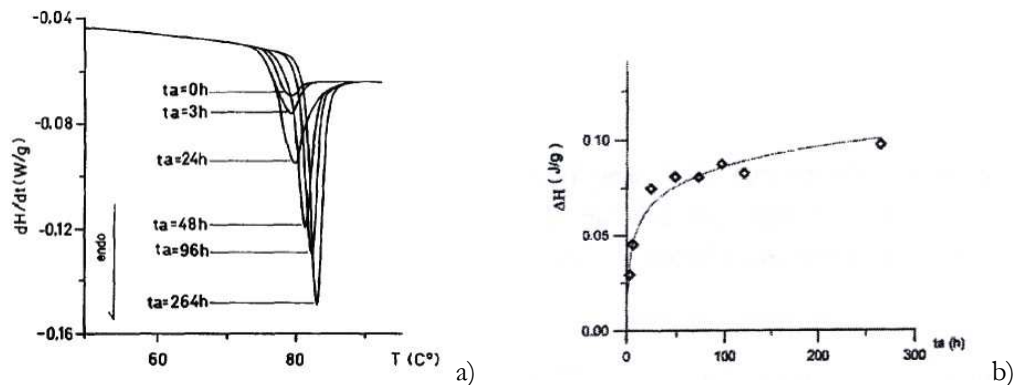 -0.04
-0.08
-0.12
-0.16
dH/dt(W/g)
endo
ta=0h
ta=3h
ta=24h
ta=48h
ta=96h
ta=264h
60
80
T (C°)
a)
0.10
0.05
0.00
ΔH (J/g)
0
100
200
300
ta (h)
b)